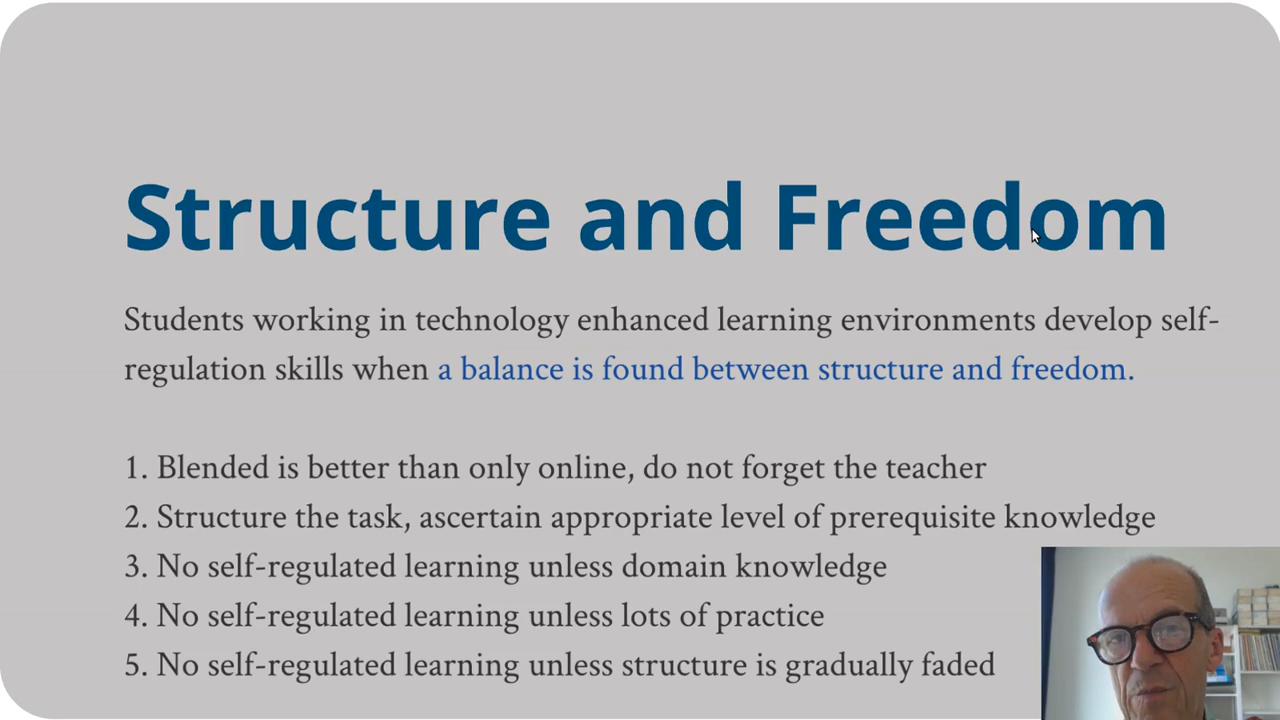 Structure and Freedom
Students working in technology enhanced learning environments develop self-
regulation skills when a balance is found between structure and freedom.
1. Blended is better than only online, do not forget the teacher
2. Structure the task, ascertain appropriate level of prerequisite knowledge
3. No self-regulated learning unless domain knowledge
4. No self-regulated learning unless lots of practice
5. No self-regulated learning unless structure is gradually faded